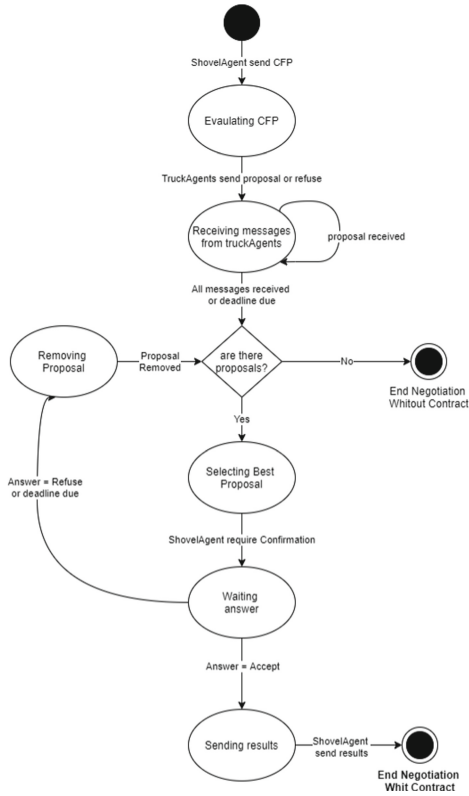 ShovelAgent send CFP
Evaulating CFP
TruckAgents send proposal or refuse
Receiving messages
from truckAgents
proposal received
All messages received
or deadline due
Removing
Proposal
Proposal
Removed
are there
proposals?
No
End Negotiation
Whitout Contract
Yes
Selecting Best
Proposal
Answer = Refuse
or deadline due
ShovelAgent require Confirmation
Waiting
answer
Answer = Accept
Sending results
ShovelAgent
send results
End Negotiation
Whit Contract